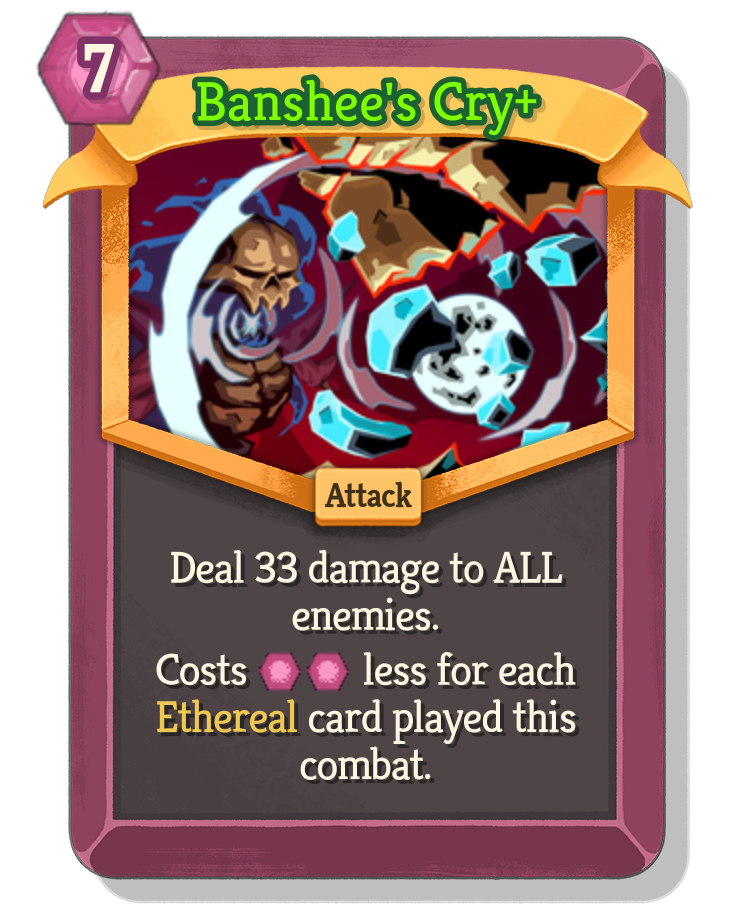 7
Banshee's Cry+
Attack
Deal 33 damage to ALL
enemies.
Costs less for each
Ethereal card played this
combat.